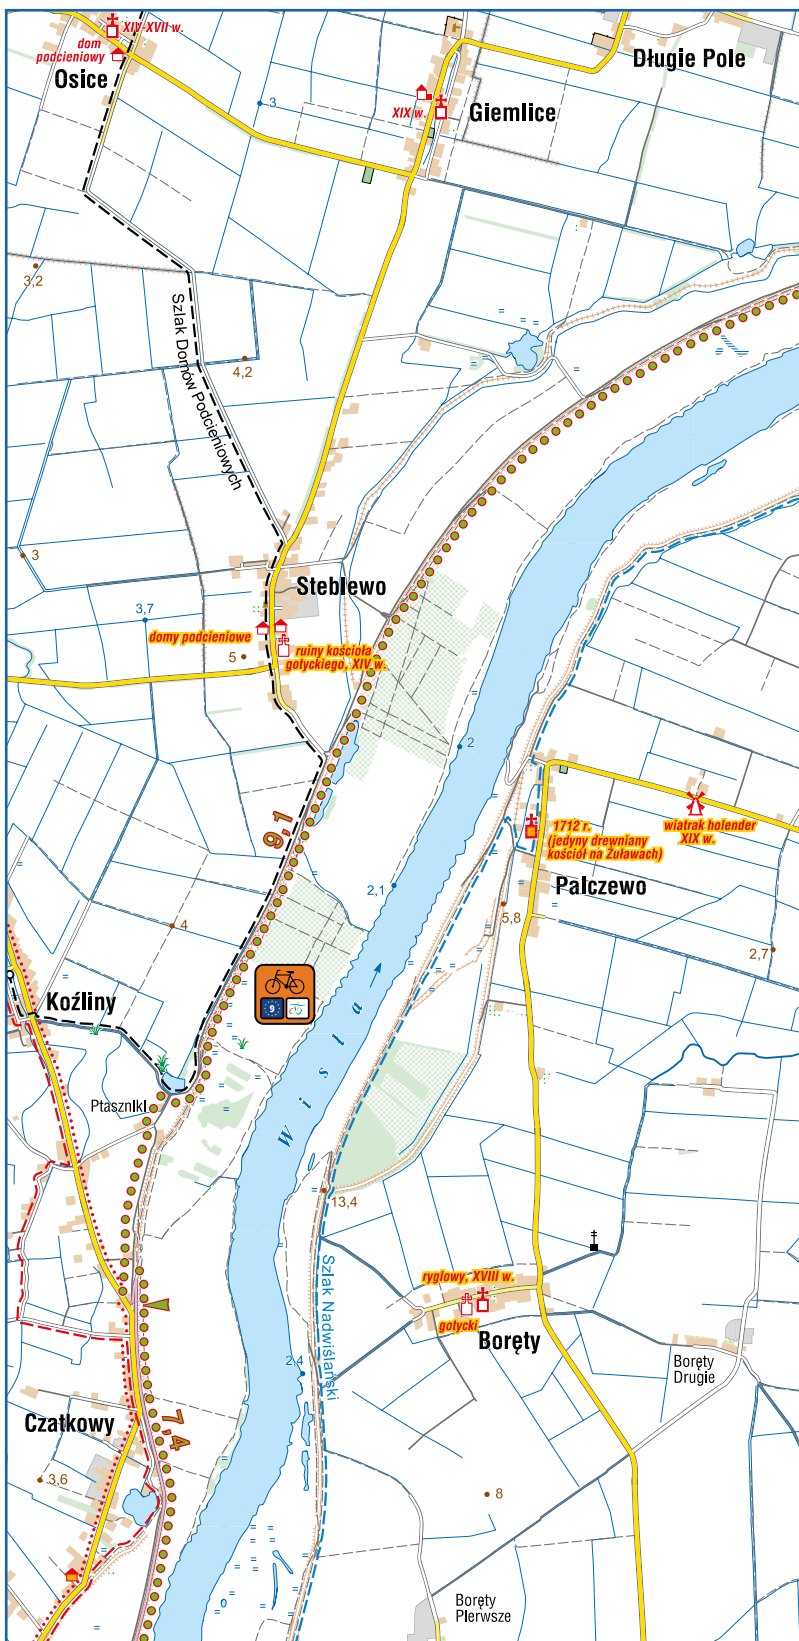 XIV-XVII w.
dom
podcieniowy
Osice
3
XIX w.
Giemlice
Długie Pole
3,2
Szlak Domów Podcieniowych
4,2
3
3,7
Steblewo
domy podcieniowe
5
ruiny kościoła
gotyckiego, XIV w.
2
9,1
1712 r.
(jedyny drewniany
kościół na Żuławach)
wiatrak holender
XIX w.
Palczewo
2,1
5,8
4
2,7
Koźliny
9
Wisła
Ptaszniki
13,4
Szlak Nadwiślański
ryglowy, XVIII w.
gotycki
Boręty
2,4
Boręty
Drugie
Czatkowy
7,4
3,6
8
Boręty
Pierwsze